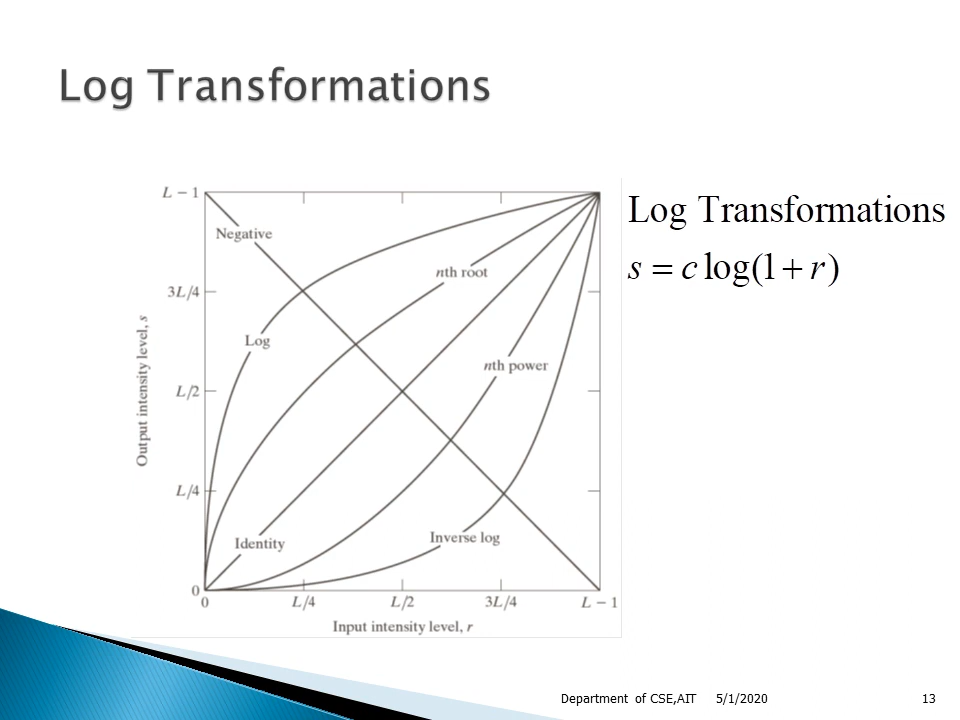 Log Transformations
L − 1
Negative
nth root
3L/4
Log
nth power
L/2
L/4
Identity
Inverse log
0
0
L/4
L/2
3L/4
L − 1
Input intensity level, r
Output intensity level, s
Log Transformations
s = c log(1 + r)
Department of CSE,AIT
5/1/2020
13